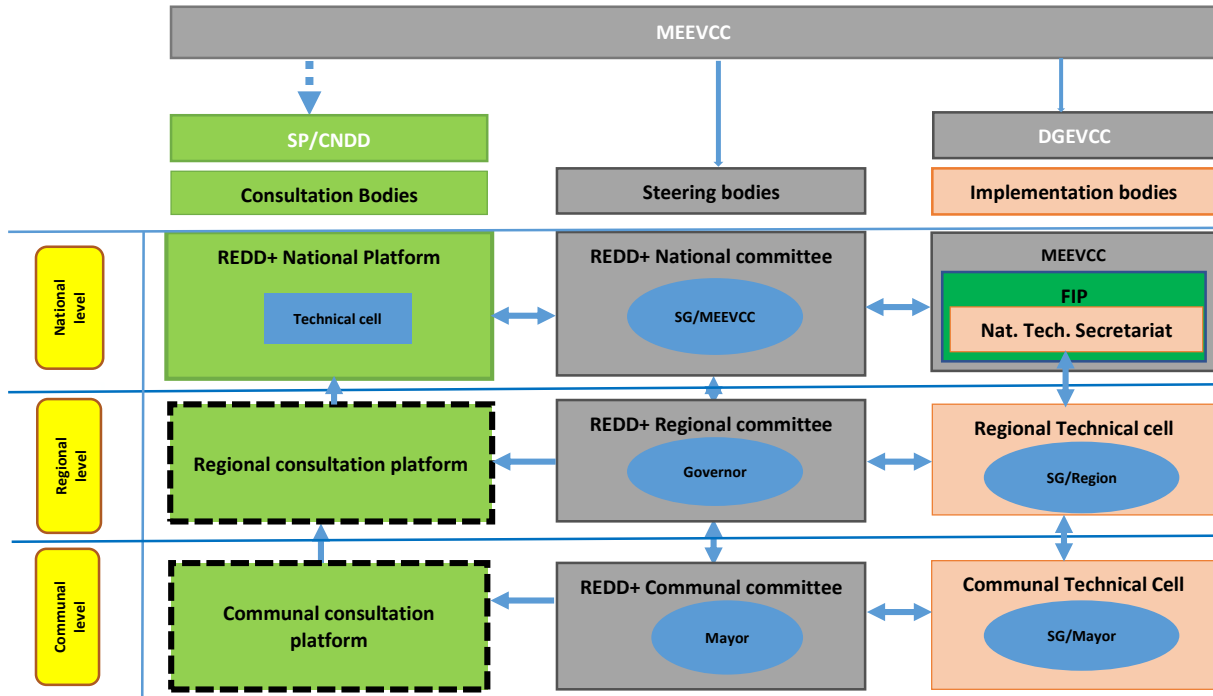 MEEVCC
SP/CNDD
DGEVCC
Consultation Bodies
Steering bodies
Implementation bodies
National
level
REDD+ National Platform
Technical cell
REDD+ National committee
SG/MEEVCC
MEEVCC
FIP
Nat. Tech. Secretariat
Regional
level
Regional consultation platform
REDD+ Regional committee
Governor
Regional Technical cell
SG/Region
Communal
level
Communal consultation
platform
REDD+ Communal committee
Mayor
Communal Technical Cell
SG/Mayor